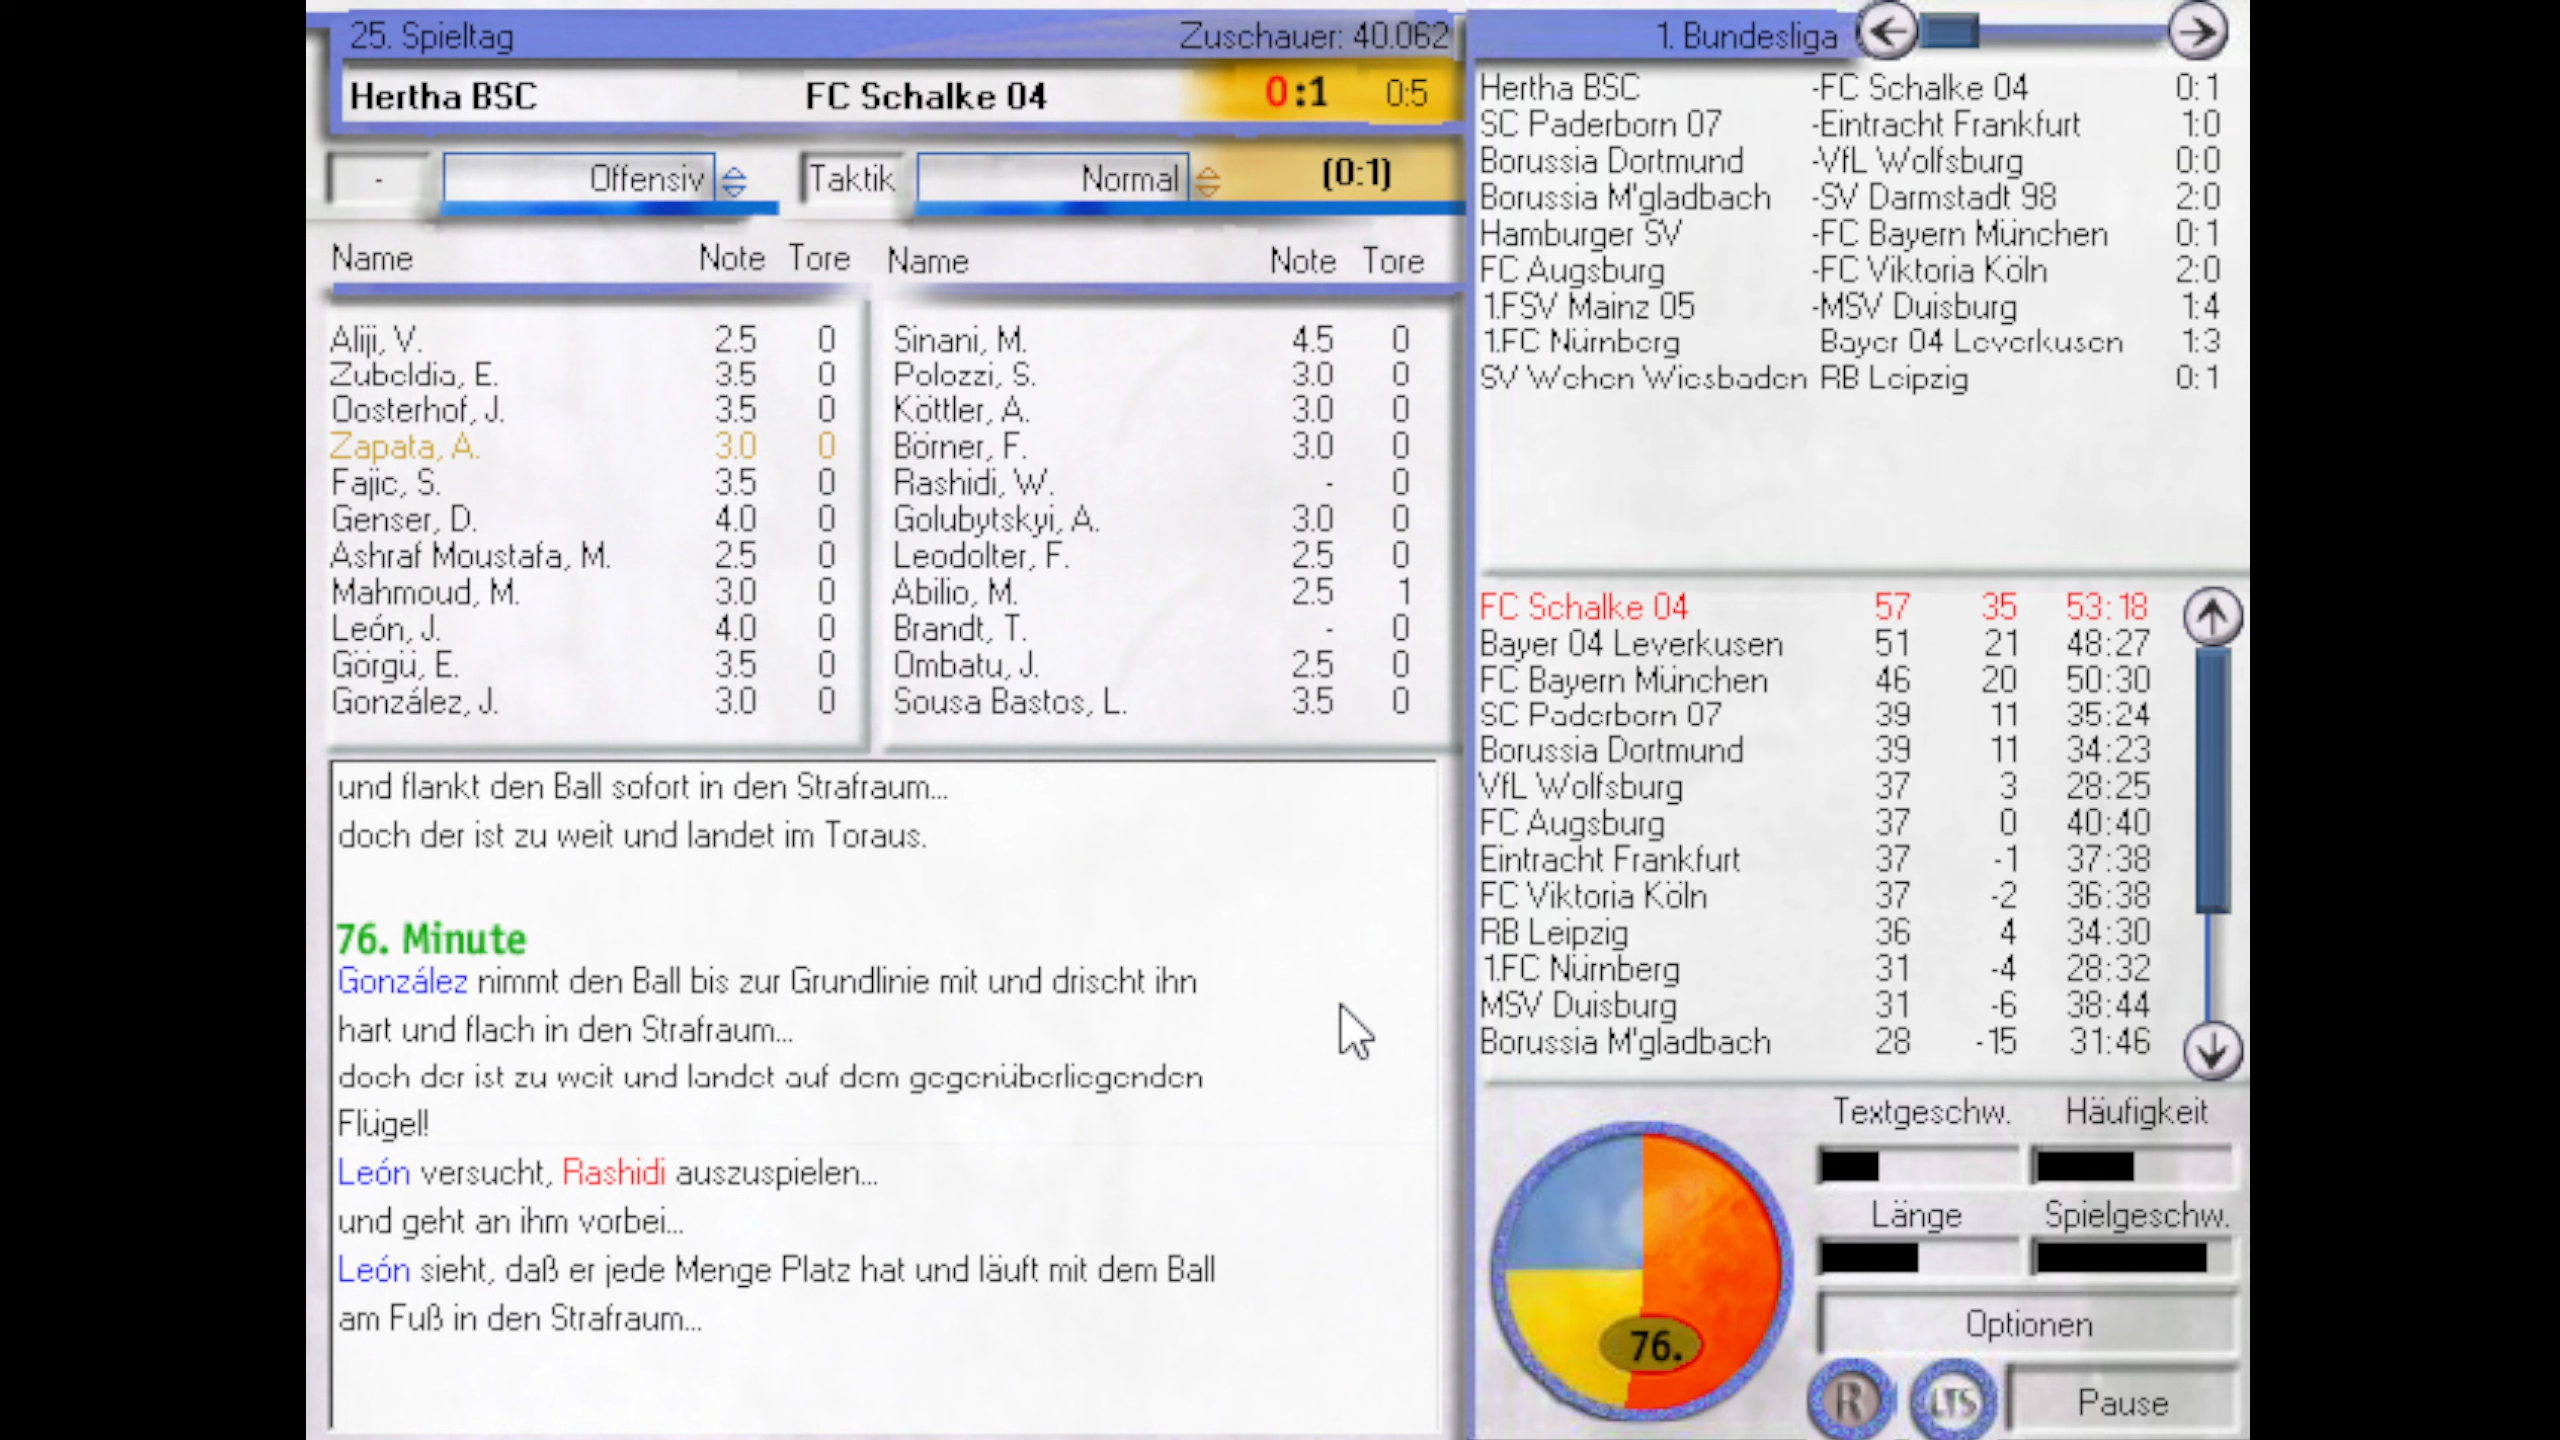 25. Spieltag Zuschauer: 40.062
Hertha BSC FC Schalke 04 0:1 0:5
- Offensiv Taktik Normal (0:1)
Name Note Tore Name Note Tore
Aliji, V. 2.5 0 Sinani, M. 4.5 0
Zubeldia, E. 3.5 0 Polozzi, S. 3.0 0
Oosterhof, J. 3.5 0 Köttler, A. 3.0 0
Zapata, A. 3.0 0 Börner, F. 3.0 0
Fajic, S. 3.5 0 Rashidi, W. - 0
Genser, D. 4.0 0 Golubytskyi, A. 3.0 0
Ashraf Moustafa, M. 2.5 0 Leodolter, F. 2.5 0
Mahmoud, M. 3.0 0 Abilio, M. 2.5 1
León, J. 4.0 0 Brandt, T. - 0
Görgü, E. 3.5 0 Ombatu, J. 2.5 0
González, J. 3.0 0 Sousa Bastos, L. 3.5 0
und flankt den Ball sofort in den Strafraum...
doch der ist zu weit und landet im Toraus.
76. Minute
González nimmt den Ball bis zur Grundlinie mit und drischt ihn
hart und flach in den Strafraum...
doch der ist zu weit und landet auf dem gegenüberliegenden
Flügel!
León versucht, Rashidi auszuspielen...
und geht an ihm vorbei...
León sieht, daß er jede Menge Platz hat und läuft mit dem Ball
am Fuß in den Strafraum...
1. Bundesliga
Hertha BSC -FC Schalke 04 0:1
SC Paderborn 07 -Eintracht Frankfurt 1:0
Borussia Dortmund -VfL Wolfsburg 0:0
Borussia M'gladbach -SV Darmstadt 98 2:0
Hamburger SV -FC Bayern München 0:1
FC Augsburg -FC Viktoria Köln 2:0
1.FSV Mainz 05 -MSV Duisburg 1:4
1.FC Nürnberg Bayer 04 Leverkusen 1:3
SV Wehen Wiesbaden RB Leipzig 0:1
FC Schalke 04 57 35 53:18
Bayer 04 Leverkusen 51 21 48:27
FC Bayern München 46 20 50:30
SC Paderborn 07 39 11 35:24
Borussia Dortmund 39 11 34:23
VfL Wolfsburg 37 3 28:25
FC Augsburg 37 0 40:40
Eintracht Frankfurt 37 -1 37:38
FC Viktoria Köln 37 -2 36:38
RB Leipzig 36 4 34:30
1.FC Nürnberg 31 -4 28:32
MSV Duisburg 31 -6 38:44
Borussia M'gladbach 28 -15 31:46
Textgeschw. Häufigkeit
Länge Spielgeschw.
76.
Optionen
R LTS Pause